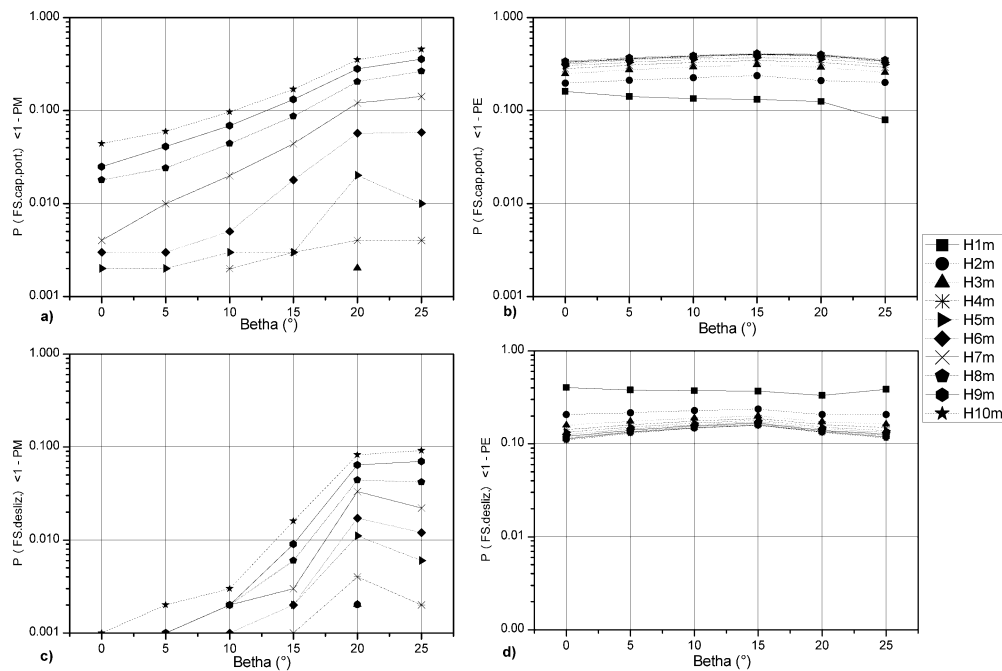 1.000
0.100
0.010
0.001
P ( FS.cap.port.) <1 - PM
0 5 10 15 20 25
a)
Betha (°)
1.000
0.100
0.010
0.001
P ( FS.cap.port.) <1 - PE
0 5 10 15 20 25
b)
Betha (°)
H1m
H2m
H3m
H4m
H5m
H6m
H7m
H8m
H9m
H10m
1.000
0.100
0.010
0.001
P ( FS.desliz.) <1 - PM
0 5 10 15 20 25
c)
Betha (°)
1.00
0.10
0.01
0.00
P ( FS.desliz.) <1 - PE
0 5 10 15 20 25
d)
Betha (°)